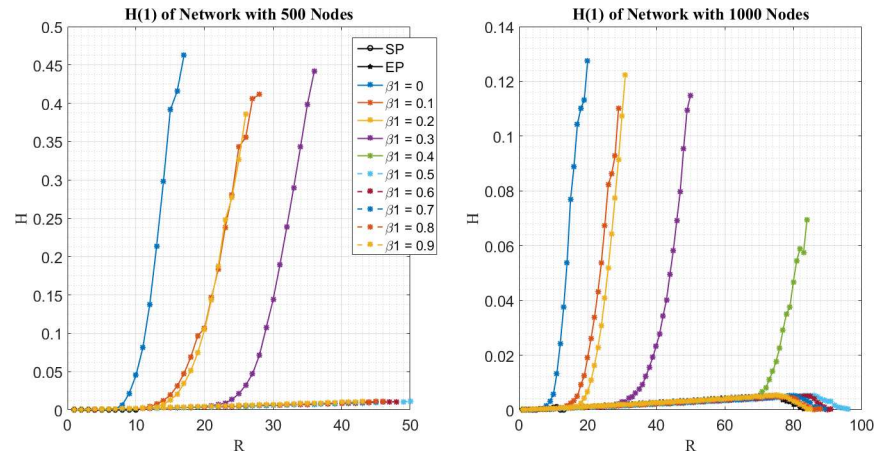 H(1) of Network with 500 Nodes
H
0.5
0.45
0.4
0.35
0.3
0.25
0.2
0.15
0.1
0.05
0
0
10
20
30
40
50
R
SP
EP
β1 = 0
β1 = 0.1
β1 = 0.2
β1 = 0.3
β1 = 0.4
β1 = 0.5
β1 = 0.6
β1 = 0.7
β1 = 0.8
β1 = 0.9
H(1) of Network with 1000 Nodes
H
0.14
0.12
0.1
0.08
0.06
0.04
0.02
0
0
20
40
60
80
100
R